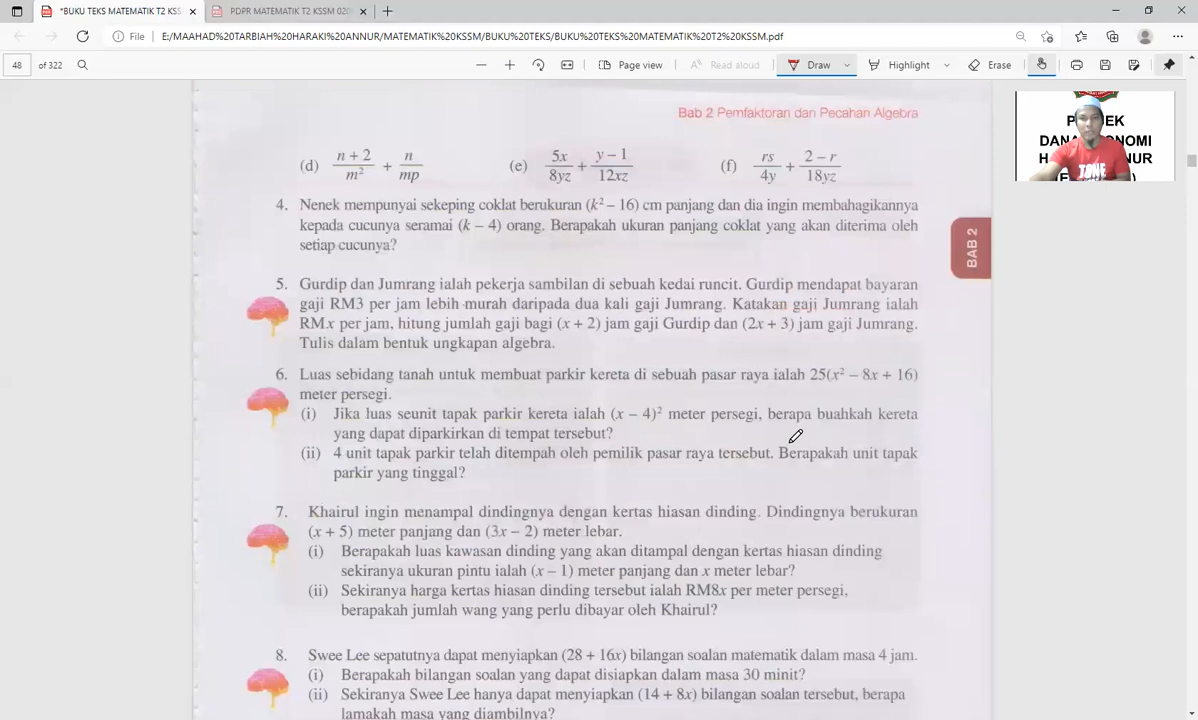 *BUKU TEKS MATEMATIK T2 KSS
PDPR MATEMATIK T2 KSSM 020
File
E:/MAAHAD%20TARBIAH%20HARAKI%20ANNUR/MATEMATIK%20KSSM/BUKU%20TEKS/BUKU%20TEKS%20MATEMATIK%20T2%20KSSM.pdf
48 of 322
Page view
Read aloud
Draw
Highlight
Erase
Bab 2 Pemfaktoran dan Pecahan Algebra
(d) (n + 2)/m² + n/mp (e) 5x/8yz + (y – 1)/12xz (f) rs/4y + (2 – r)/18yz
4. Nenek mempunyai sekeping coklat berukuran (k² – 16) cm panjang dan dia ingin membahagikannya
kepada cucunya seramai (k – 4) orang. Berapakah ukuran panjang coklat yang akan diterima oleh
setiap cucunya?
5. Gurdip dan Jumrang ialah pekerja sambilan di sebuah kedai runcit. Gurdip mendapat bayaran
gaji RM3 per jam lebih murah daripada dua kali gaji Jumrang. Katakan gaji Jumrang ialah
RMx per jam, hitung jumlah gaji bagi (x + 2) jam gaji Gurdip dan (2x + 3) jam gaji Jumrang.
Tulis dalam bentuk ungkapan algebra.
6. Luas sebidang tanah untuk membuat parkir kereta di sebuah pasar raya ialah 25(x² – 8x + 16)
meter persegi.
(i) Jika luas seunit tapak parkir kereta ialah (x – 4)² meter persegi, berapa buahkah kereta
yang dapat diparkirkan di tempat tersebut?
(ii) 4 unit tapak parkir telah ditempah oleh pemilik pasar raya tersebut. Berapakah unit tapak
parkir yang tinggal?
7. Khairul ingin menampal dindingnya dengan kertas hiasan dinding. Dindingnya berukuran
(x + 5) meter panjang dan (3x – 2) meter lebar.
(i) Berapakah luas kawasan dinding yang akan ditampal dengan kertas hiasan dinding
sekiranya ukuran pintu ialah (x – 1) meter panjang dan x meter lebar?
(ii) Sekiranya harga kertas hiasan dinding tersebut ialah RM8x per meter persegi,
berapakah jumlah wang yang perlu dibayar oleh Khairul?
8. Swee Lee sepatutnya dapat menyiapkan (28 + 16x) bilangan soalan matematik dalam masa 4 jam.
(i) Berapakah bilangan soalan yang dapat disiapkan dalam masa 30 minit?
(ii) Sekiranya Swee Lee hanya dapat menyiapkan (14 + 8x) bilangan soalan tersebut, berapa
lamakah masa yang diambilnya?
BAB 2
DANA